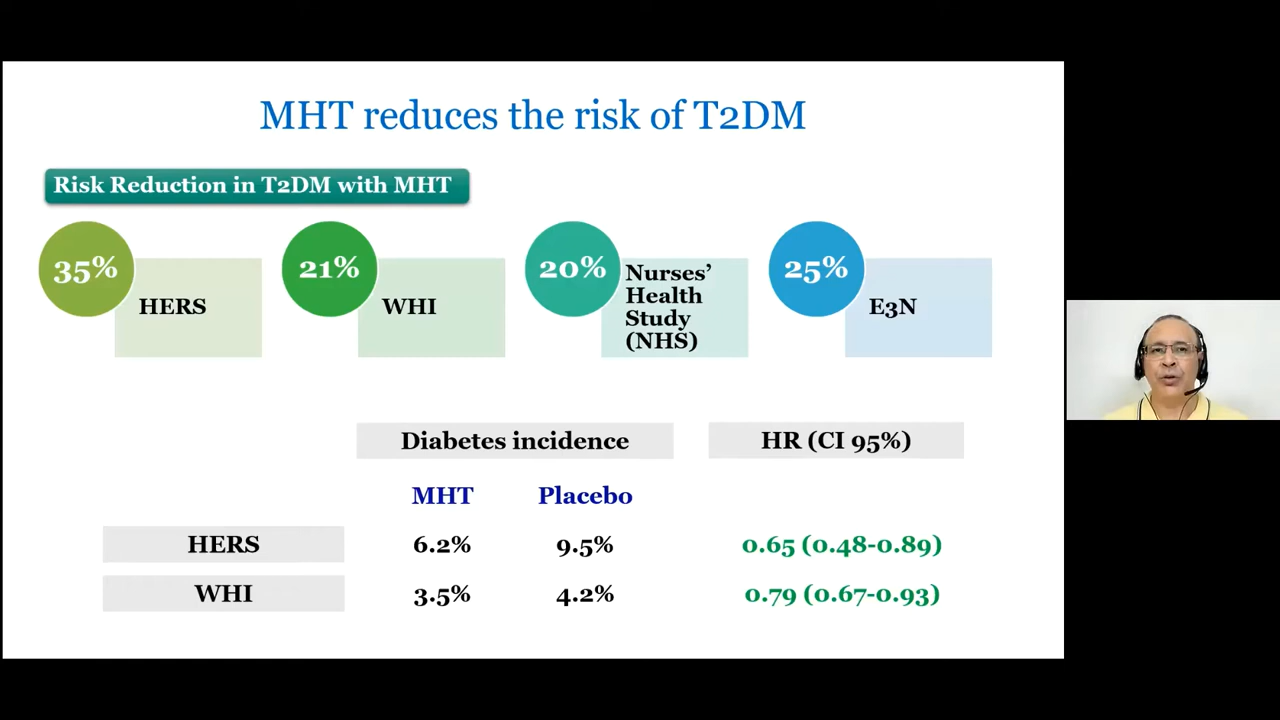 MHT reduces the risk of T2DM
Risk Reduction in T2DM with MHT
35%
HERS
21%
WHI
20%
Nurses’
Health
Study
(NHS)
25%
E3N
Diabetes incidence
HR (CI 95%)
MHT Placebo
HERS 6.2% 9.5% 0.65 (0.48-0.89)
WHI 3.5% 4.2% 0.79 (0.67-0.93)